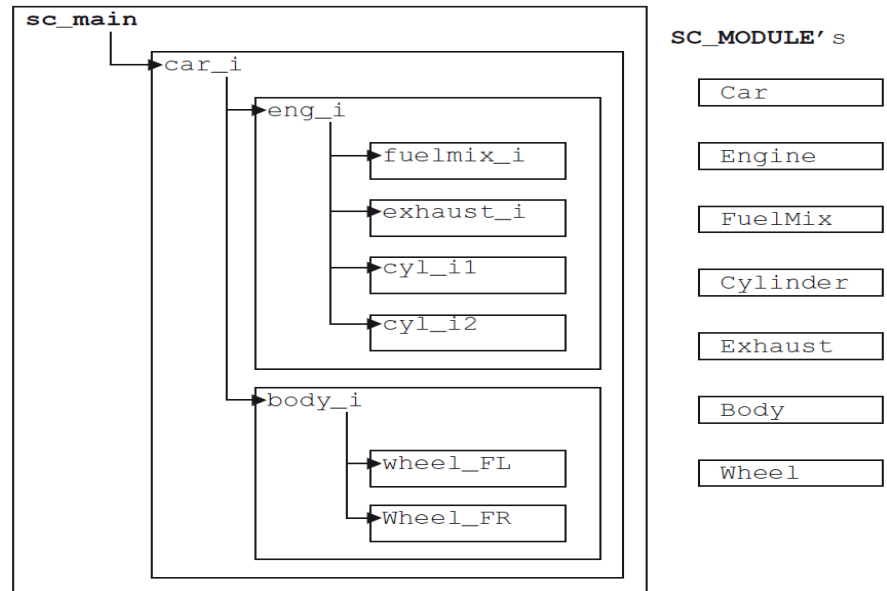 sc_main
car_i
eng_i
fuelmix_i
exhaust_i
cyl_i1
cyl_i2
body_i
wheel_FL
Wheel_FR
SC_MODULE’s
Car
Engine
FuelMix
Cylinder
Exhaust
Body
Wheel